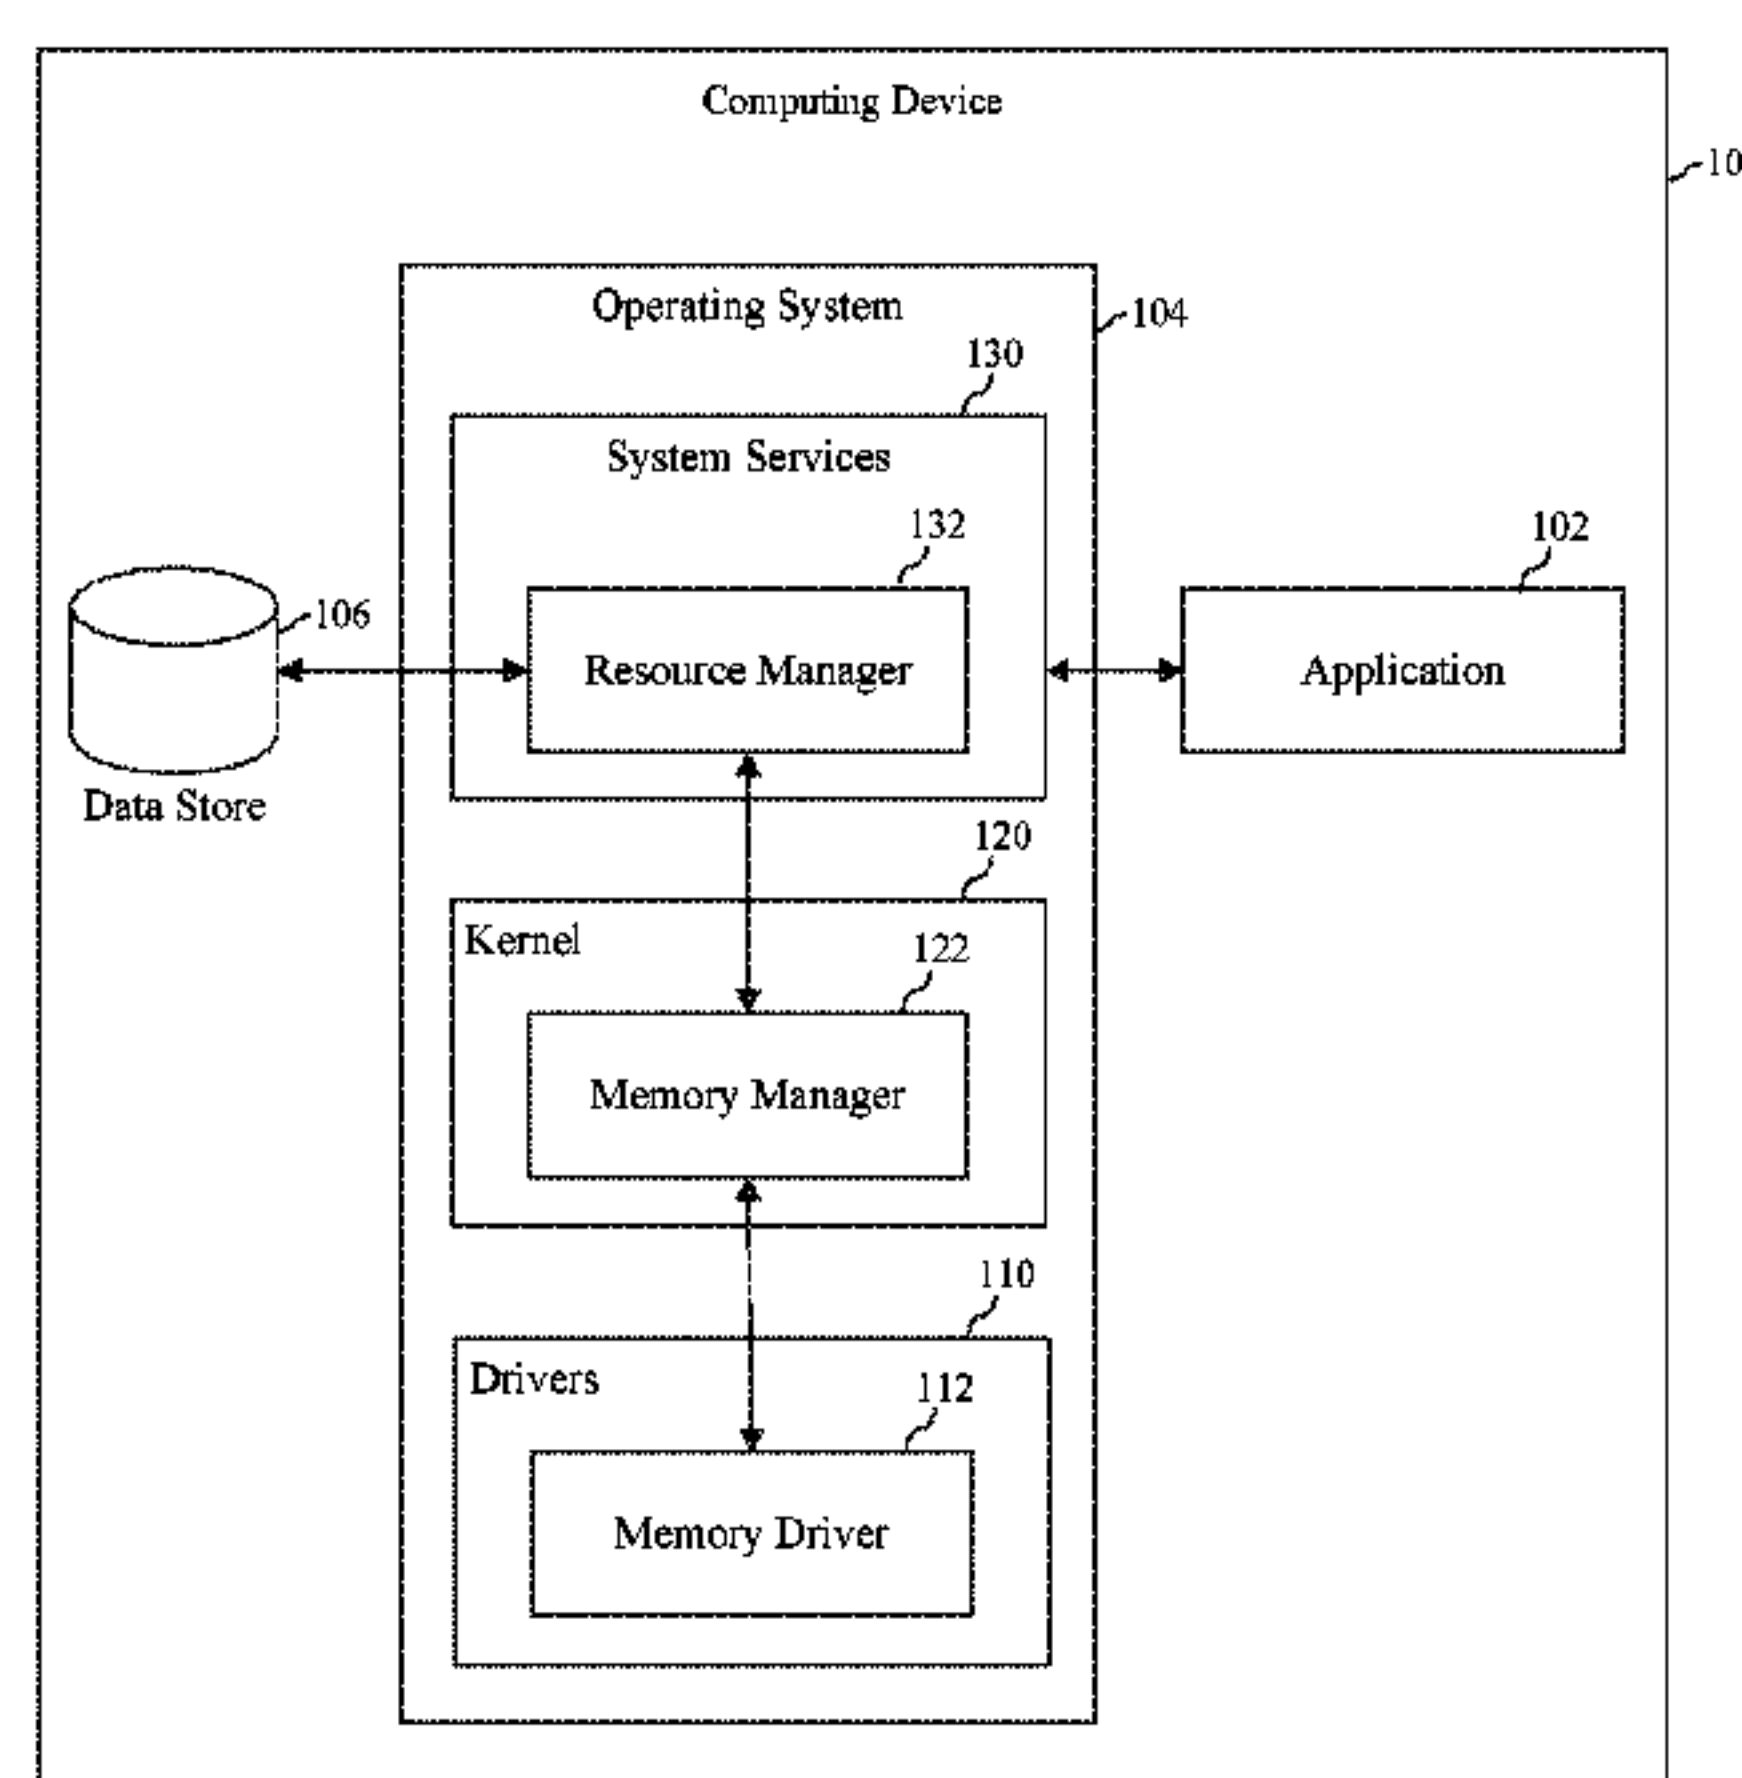 Computing Device
10
Operating System
104
130
System Services
132
102
106
Resource Manager
Application
Data Store
120
Kernel
122
Memory Manager
110
Drivers
112
Memory Driver